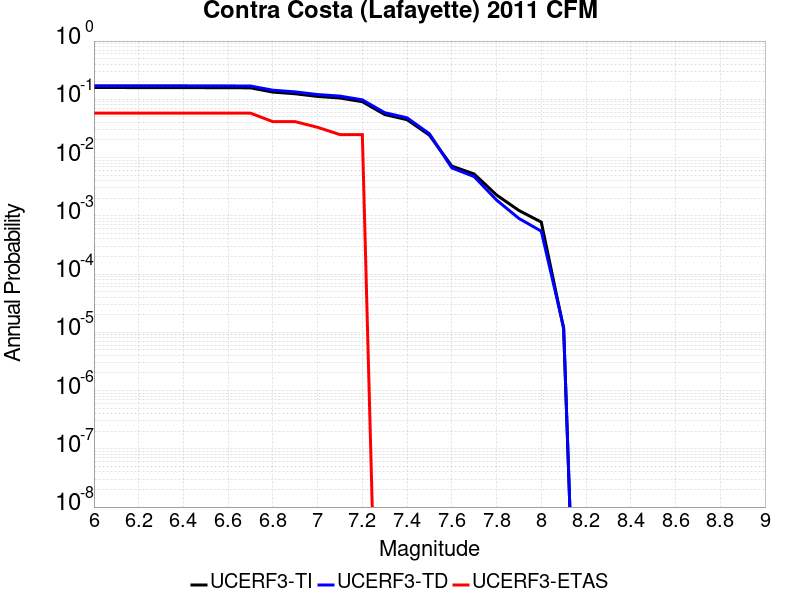 Contra Costa (Lafayette) 2011 CFM
10^0
10^-1
10^-2
10^-3
10^-4
10^-5
10^-6
10^-7
10^-8
Annual Probability
6 6.2 6.4 6.6 6.8 7 7.2 7.4 7.6 7.8 8 8.2 8.4 8.6 8.8 9
Magnitude
UCERF3-TI UCERF3-TD UCERF3-ETAS